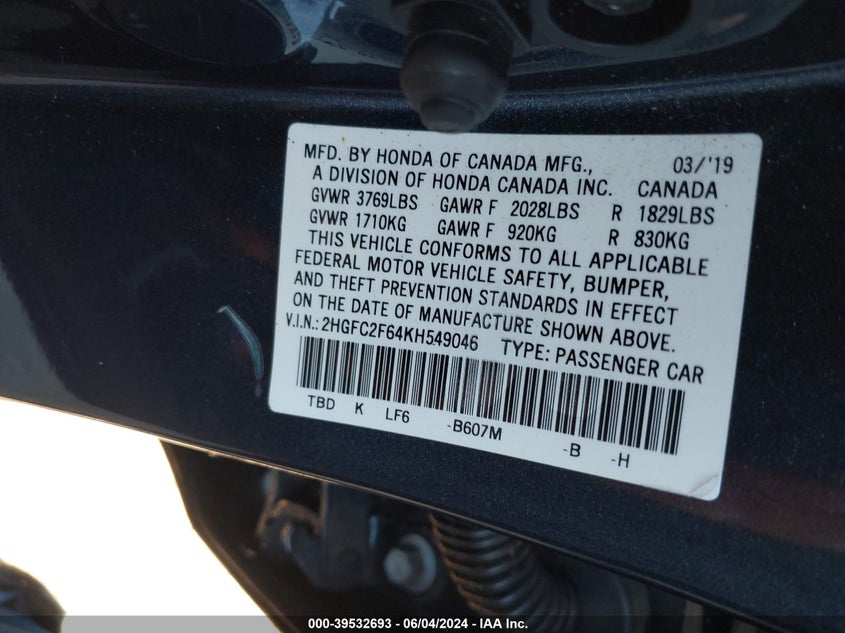 MFD. BY HONDA OF CANADA MFG., 03/'19
A DIVISION OF HONDA CANADA INC. CANADA
GVWR 3769LBS GAWR F 2028LBS R 1829LBS
GVWR 1710KG GAWR F 920KG R 830KG
THIS VEHICLE CONFORMS TO ALL APPLICABLE
FEDERAL MOTOR VEHICLE SAFETY, BUMPER,
AND THEFT PREVENTION STANDARDS IN EFFECT
ON THE DATE OF MANUFACTURE SHOWN ABOVE.
V.I.N.: 2HGFC2F64KH549046 TYPE: PASSENGER CAR
TBD K LF6 -B607M -B -H
000-39532693 - 06/04/2024 - IAA Inc.